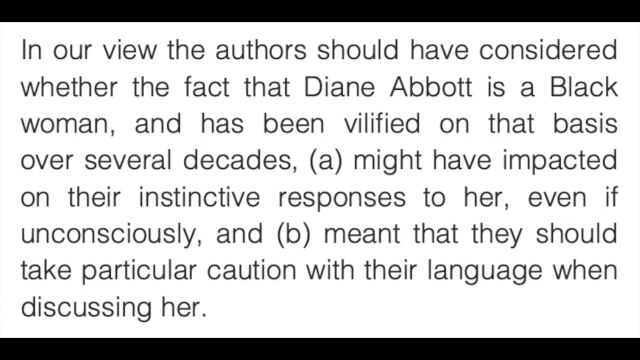 In our view the authors should have considered
whether the fact that Diane Abbott is a Black
woman, and has been vilified on that basis
over several decades, (a) might have impacted
on their instinctive responses to her, even if
unconsciously, and (b) meant that they should
take particular caution with their language when
discussing her.